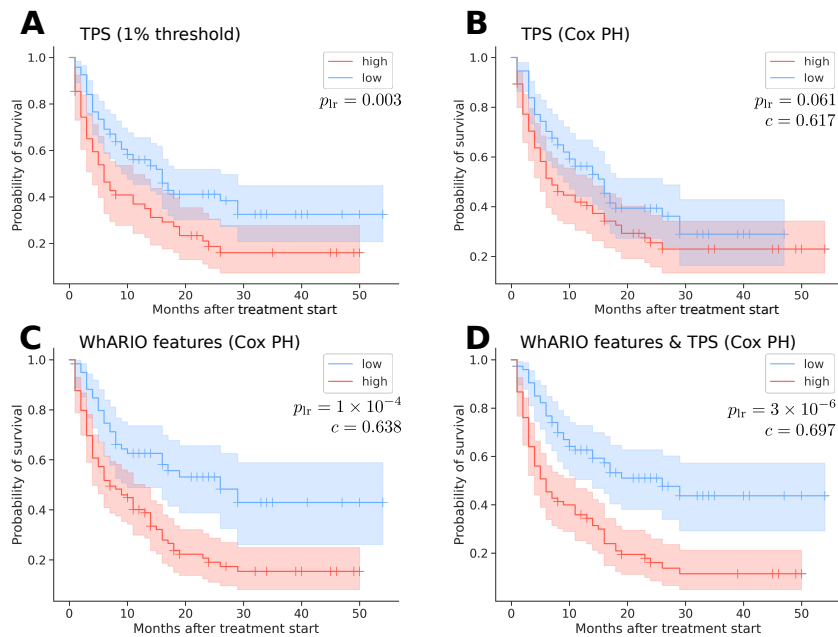 A
TPS (1% threshold)
high
low
p_lr = 0.003
Probability of survival
1.0
0.8
0.6
0.4
0.2
0 10 20 30 40 50
Months after treatment start
B
TPS (Cox PH)
high
low
p_lr = 0.061
c = 0.617
Probability of survival
1.0
0.8
0.6
0.4
0.2
0 10 20 30 40 50
Months after treatment start
C
WhARIO features (Cox PH)
low
high
p_lr = 1 × 10⁻⁴
c = 0.638
Probability of survival
1.0
0.8
0.6
0.4
0.2
0 10 20 30 40 50
Months after treatment start
D
WhARIO features & TPS (Cox PH)
low
high
p_lr = 3 × 10⁻⁶
c = 0.697
Probability of survival
1.0
0.8
0.6
0.4
0.2
0 10 20 30 40 50
Months after treatment start